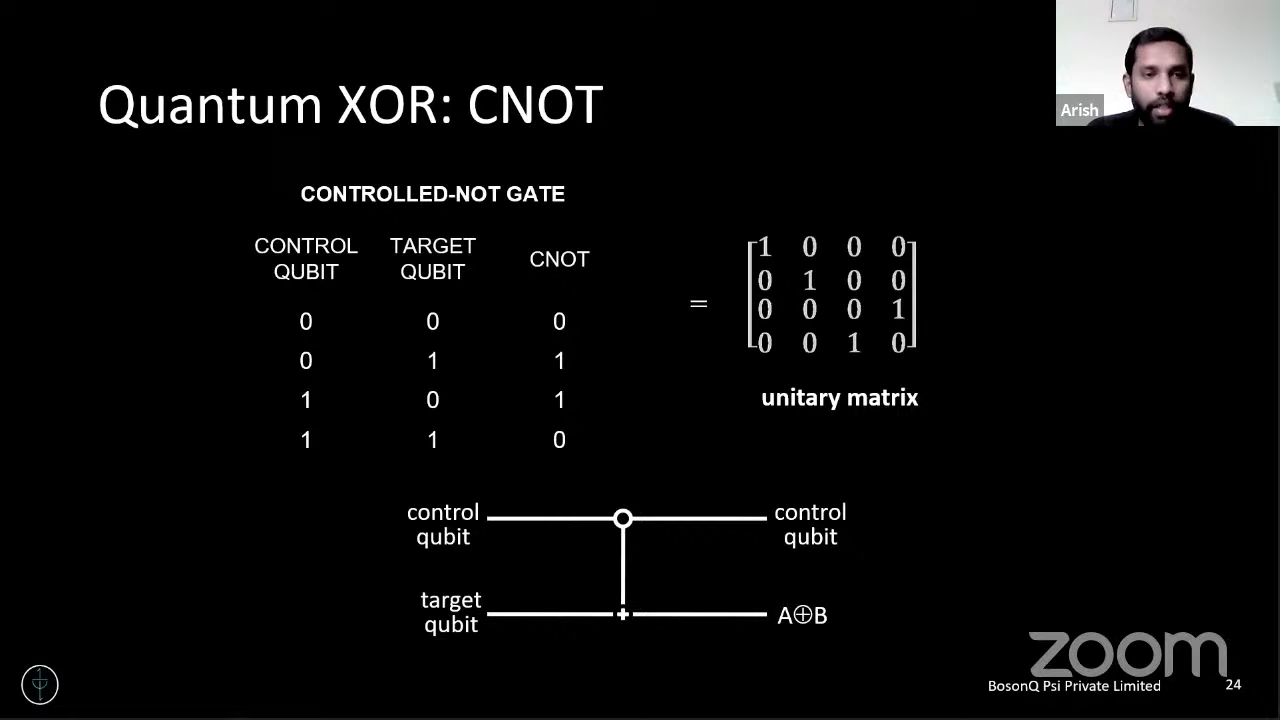 Quantum XOR: CNOT
Arish
CONTROLLED-NOT GATE
CONTROL QUBIT TARGET QUBIT CNOT
0 0 0
0 1 1
1 0 1
1 1 0
=
1 0 0 0
0 1 0 0
0 0 0 1
0 0 1 0
unitary matrix
control
qubit
control
qubit
target
qubit
A⊕B
zoom
BosonQ Psi Private Limited
24